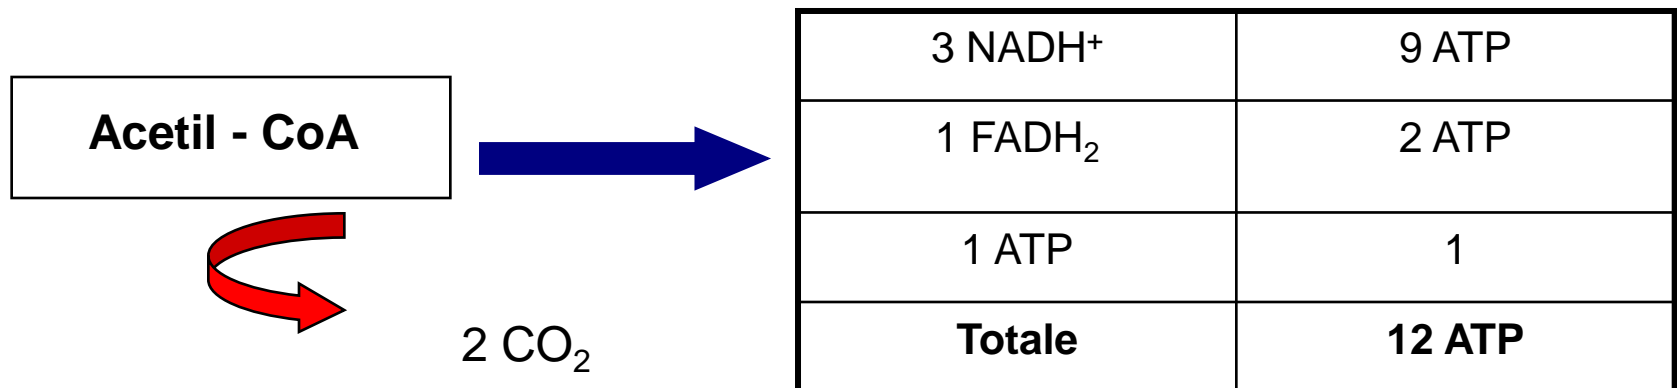 Acetil - CoA
2 CO₂
3 NADH⁺ 9 ATP
1 FADH₂ 2 ATP
1 ATP 1
Totale 12 ATP